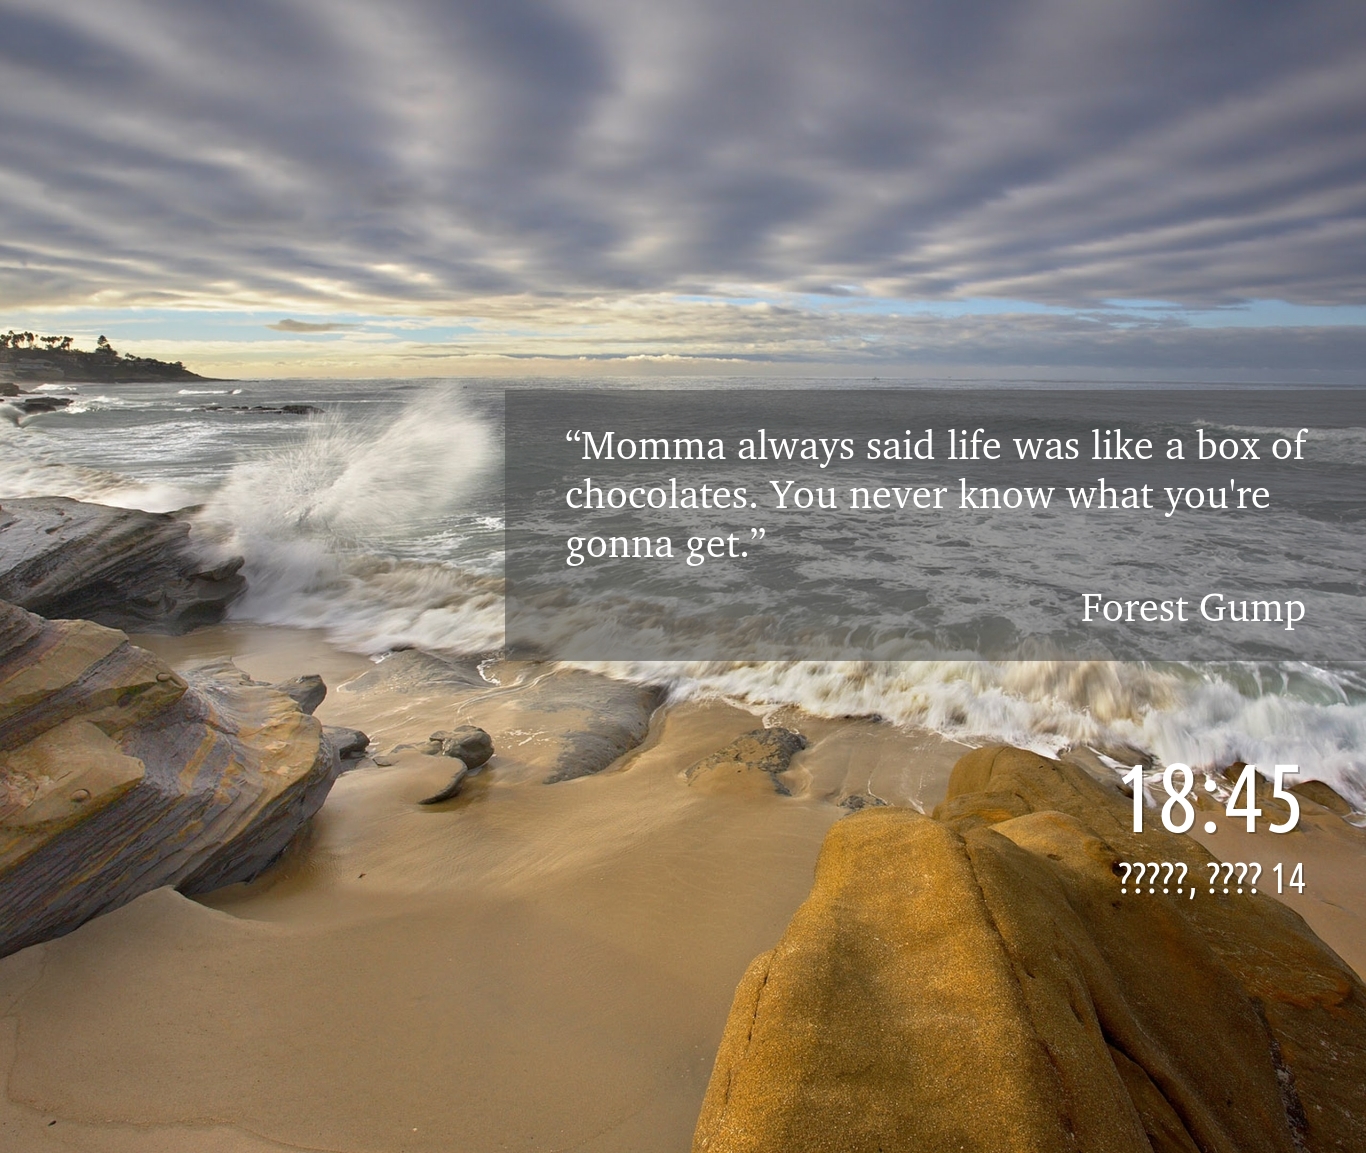 “Momma always said life was like a box of
chocolates. You never know what you're
gonna get.”
Forest Gump
18:45
?????, ???? 14